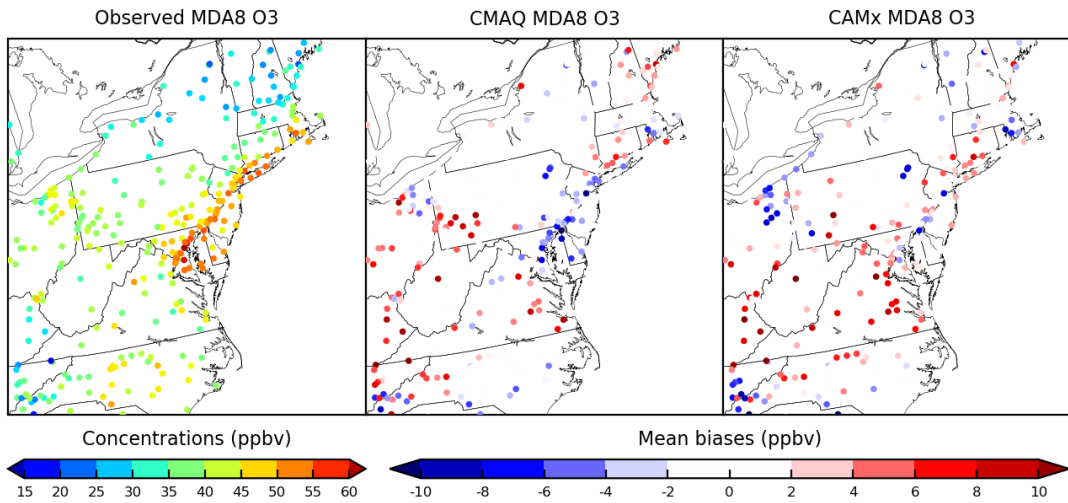 Observed MDA8 O3
CMAQ MDA8 O3
CAMx MDA8 O3
Concentrations (ppbv)
15 20 25 30 35 40 45 50 55 60
Mean biases (ppbv)
-10 -8 -6 -4 -2 0 2 4 6 8 10